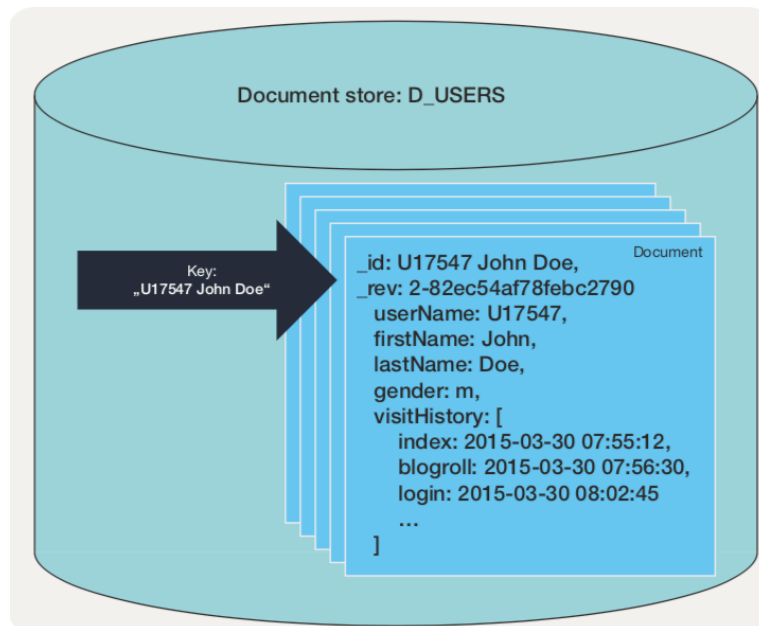 Document store: D_USERS
Key:
„U17547 John Doe“
Document
_id: U17547 John Doe,
_rev: 2-82ec54af78febc2790
userName: U17547,
firstName: John,
lastName: Doe,
gender: m,
visitHistory: [
index: 2015-03-30 07:55:12,
blogroll: 2015-03-30 07:56:30,
login: 2015-03-30 08:02:45
...
]